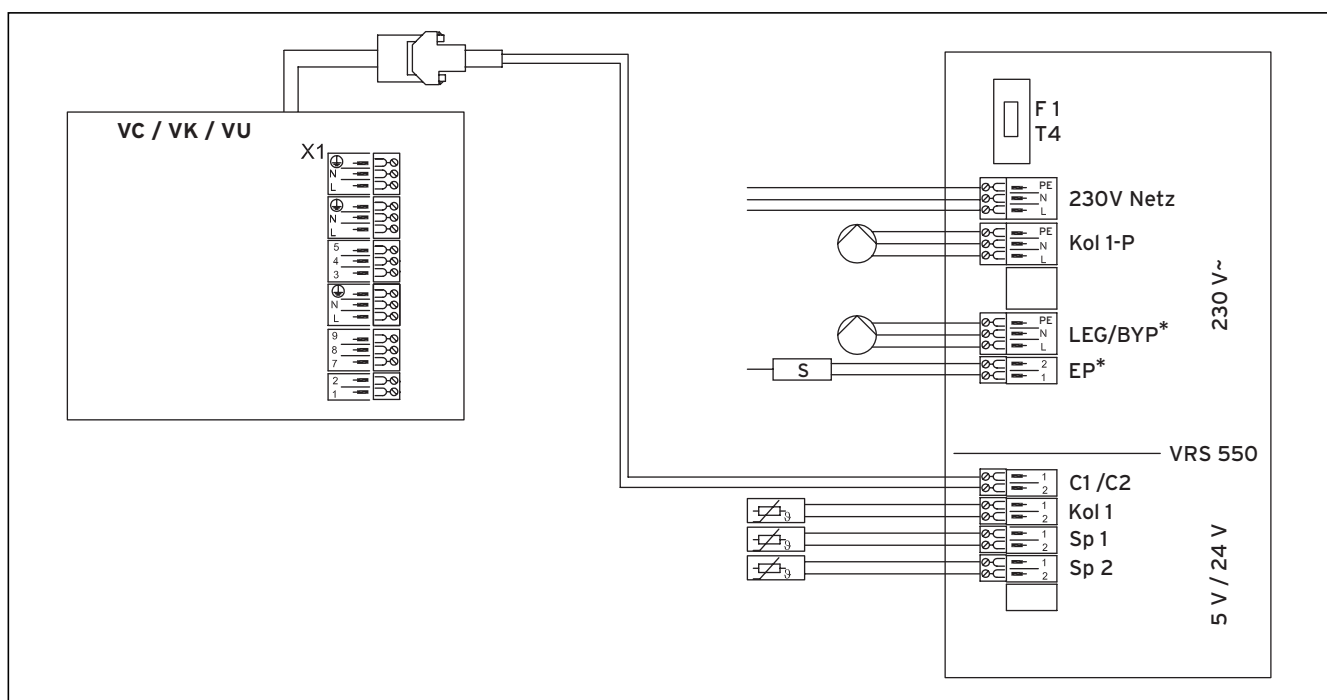 VC / VK / VU
X1
N
L
N
L
5
4
3
N
L
9
8
7
2
1
F 1
T4
PE
N
L
230V Netz
PE
N
L
Kol 1-P
PE
N
L
LEG/BYP*
S
2
1
EP*
230 V~
VRS 550
1
2
C1 /C2
ϑ
1
2
Kol 1
ϑ
1
2
Sp 1
ϑ
1
2
Sp 2
5 V / 24 V